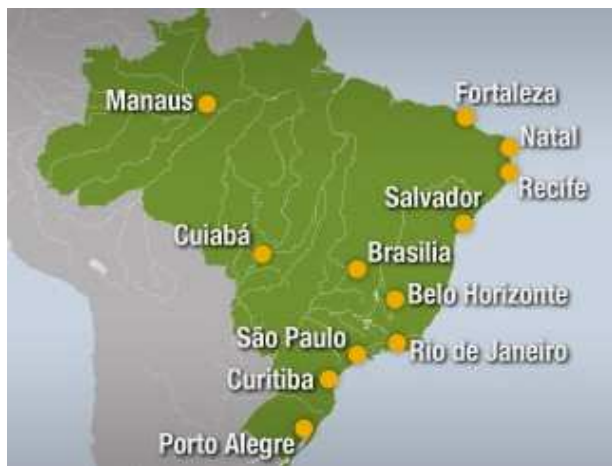 Fortaleza
Manaus
Natal
Recife
Salvador
Cuiabá
Brasilia
Belo Horizonte
São Paulo
Rio de Janeiro
Curitiba
Porto Alegre